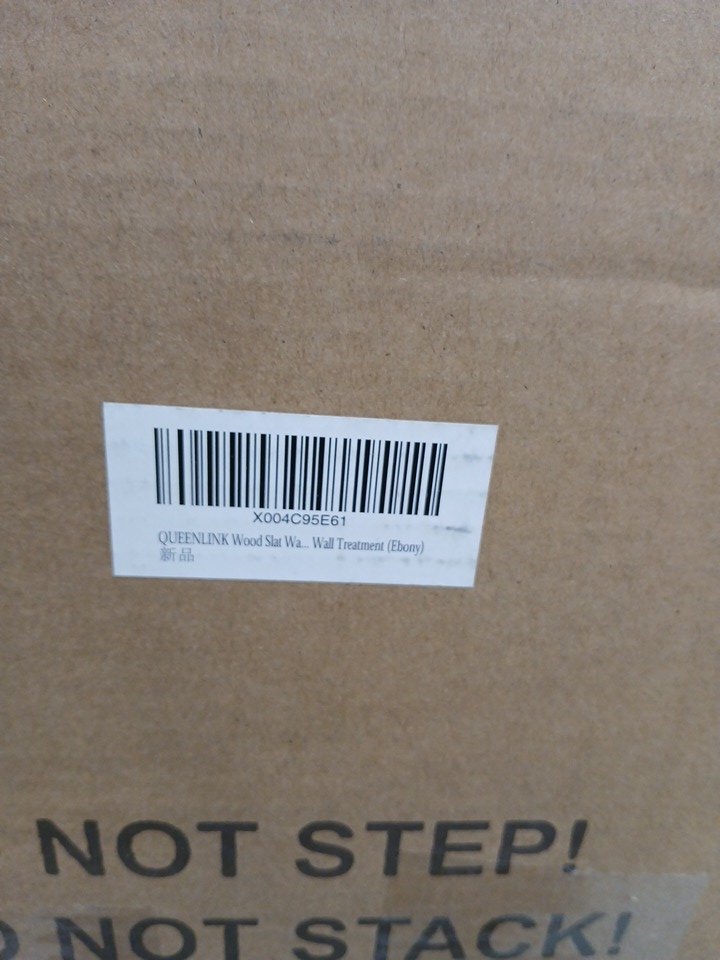 X004C95E61
QUEENLINK Wood Slat Wa... Wall Treatment (Ebony)
新品
NOT STEP!
O NOT STACK!